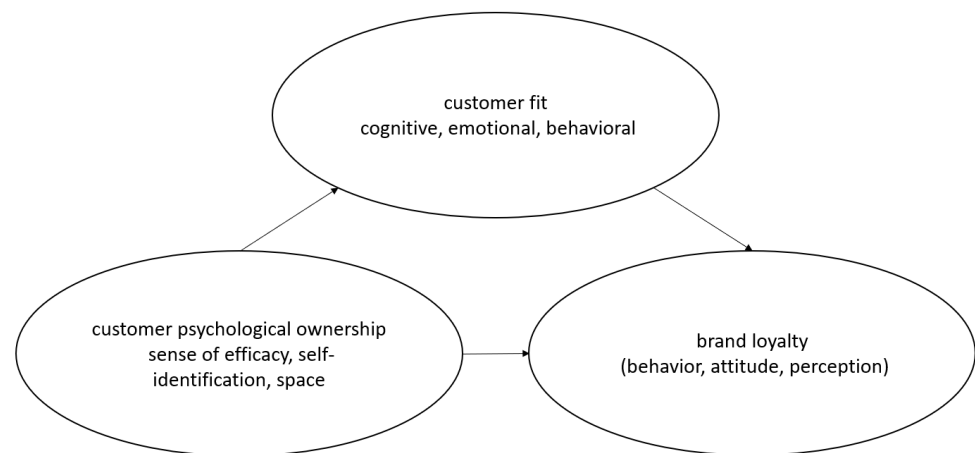 customer fit
cognitive, emotional, behavioral
customer psychological ownership
sense of efficacy, self-
identification, space
brand loyalty
(behavior, attitude, perception)